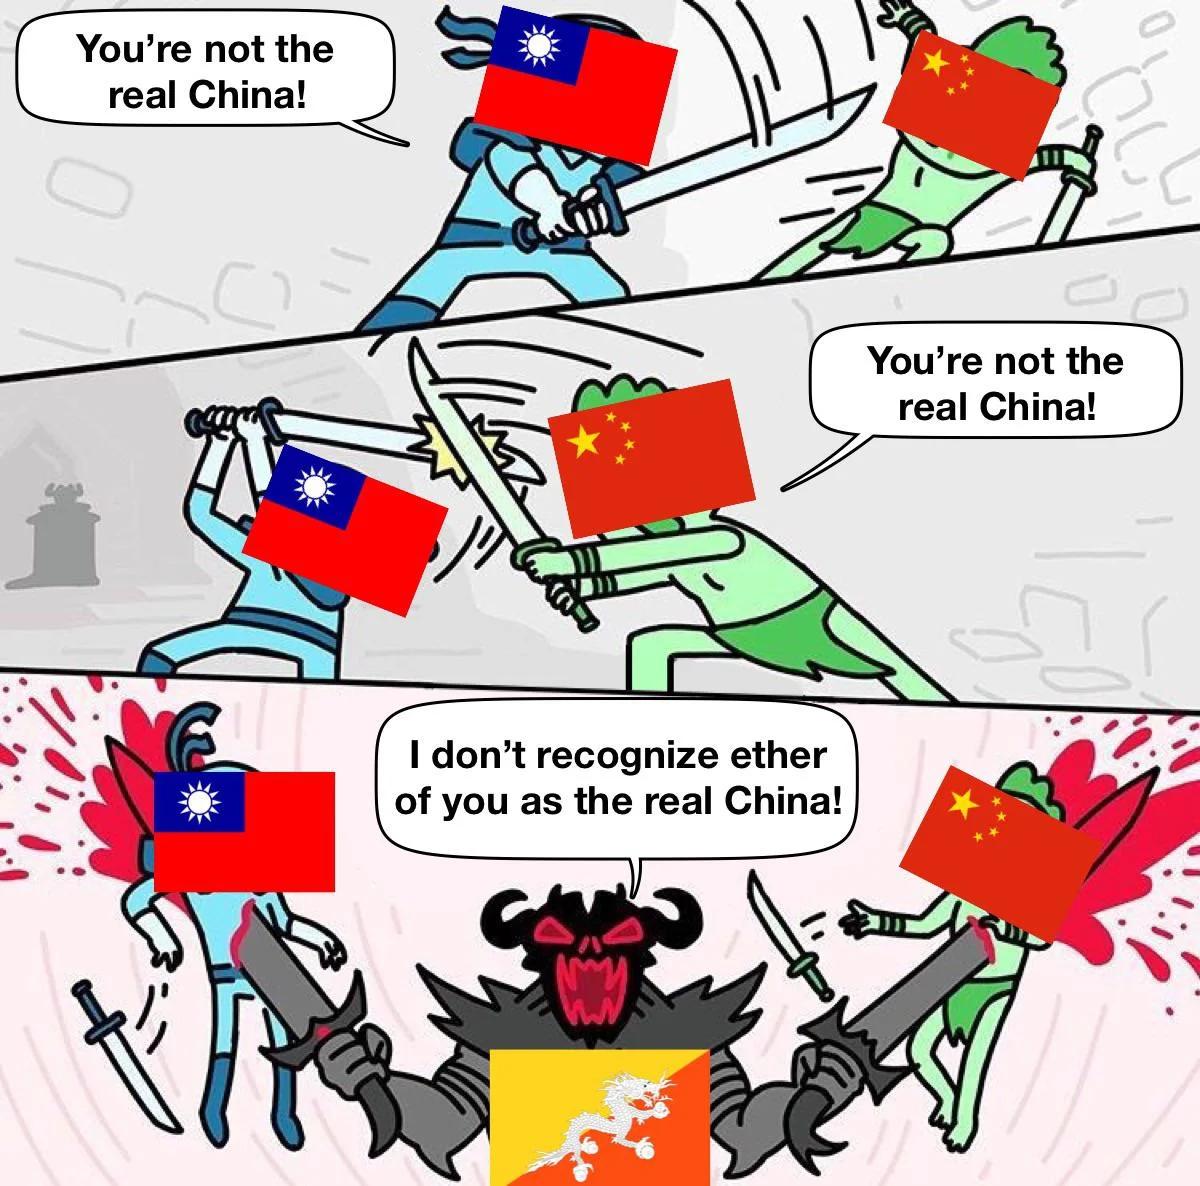 You're not the
real China!
You're not the
real China!
I don't recognize ether
of you as the real China!